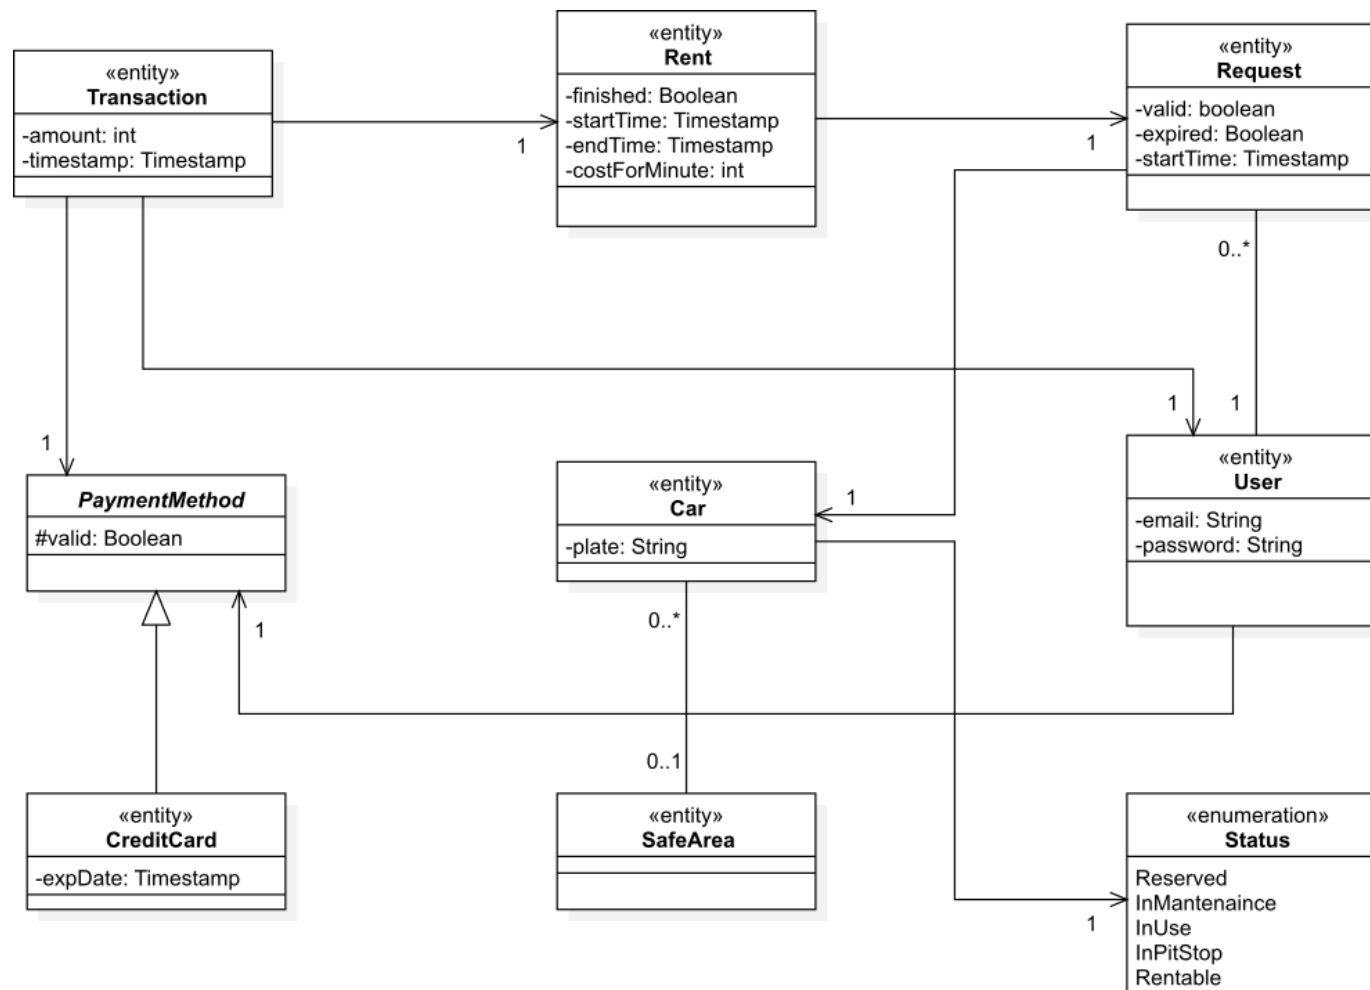 «entity»
Transaction
-amount: int
-timestamp: Timestamp
«entity»
Rent
-finished: Boolean
-startTime: Timestamp
-endTime: Timestamp
-costForMinute: int
«entity»
Request
-valid: boolean
-expired: Boolean
-startTime: Timestamp
1
1
0..*
1
1
1
PaymentMethod
#valid: Boolean
«entity»
Car
-plate: String
1
«entity»
User
-email: String
-password: String
1
0..*
0..1
«entity»
CreditCard
-expDate: Timestamp
«entity»
SafeArea
1
«enumeration»
Status
Reserved
InMantenaince
InUse
InPitStop
Rentable